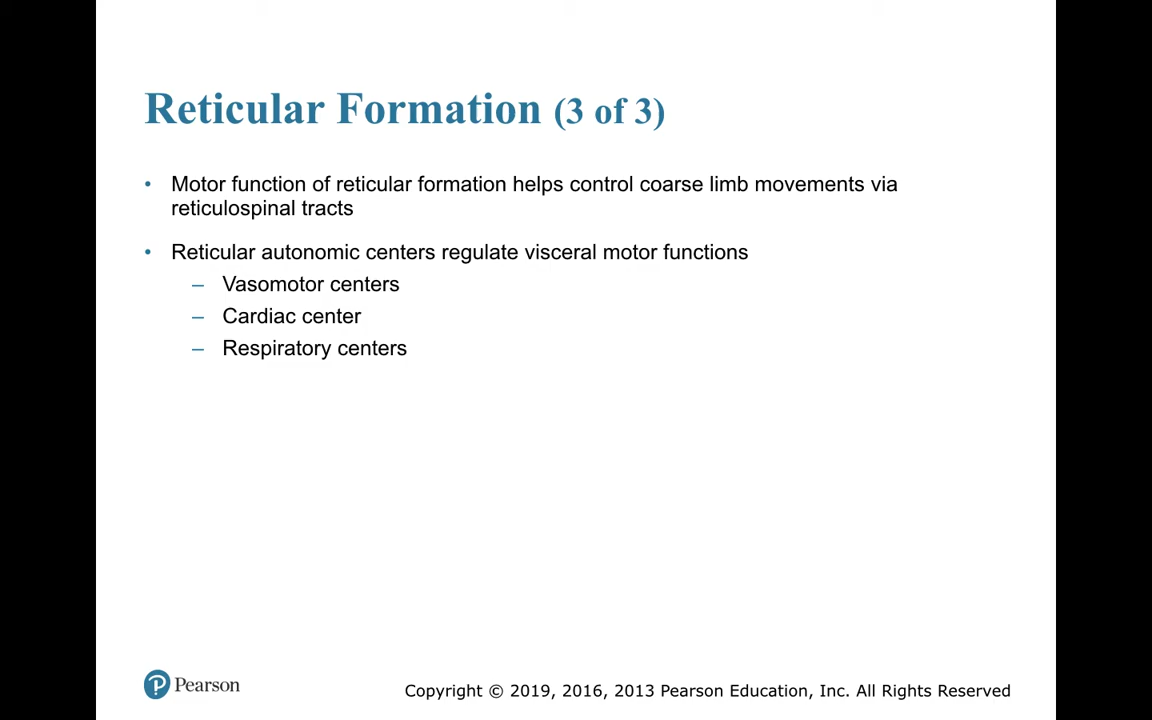 Reticular Formation (3 of 3)
• Motor function of reticular formation helps control coarse limb movements via
reticulospinal tracts
• Reticular autonomic centers regulate visceral motor functions
– Vasomotor centers
– Cardiac center
– Respiratory centers
Pearson
Copyright © 2019, 2016, 2013 Pearson Education, Inc. All Rights Reserved